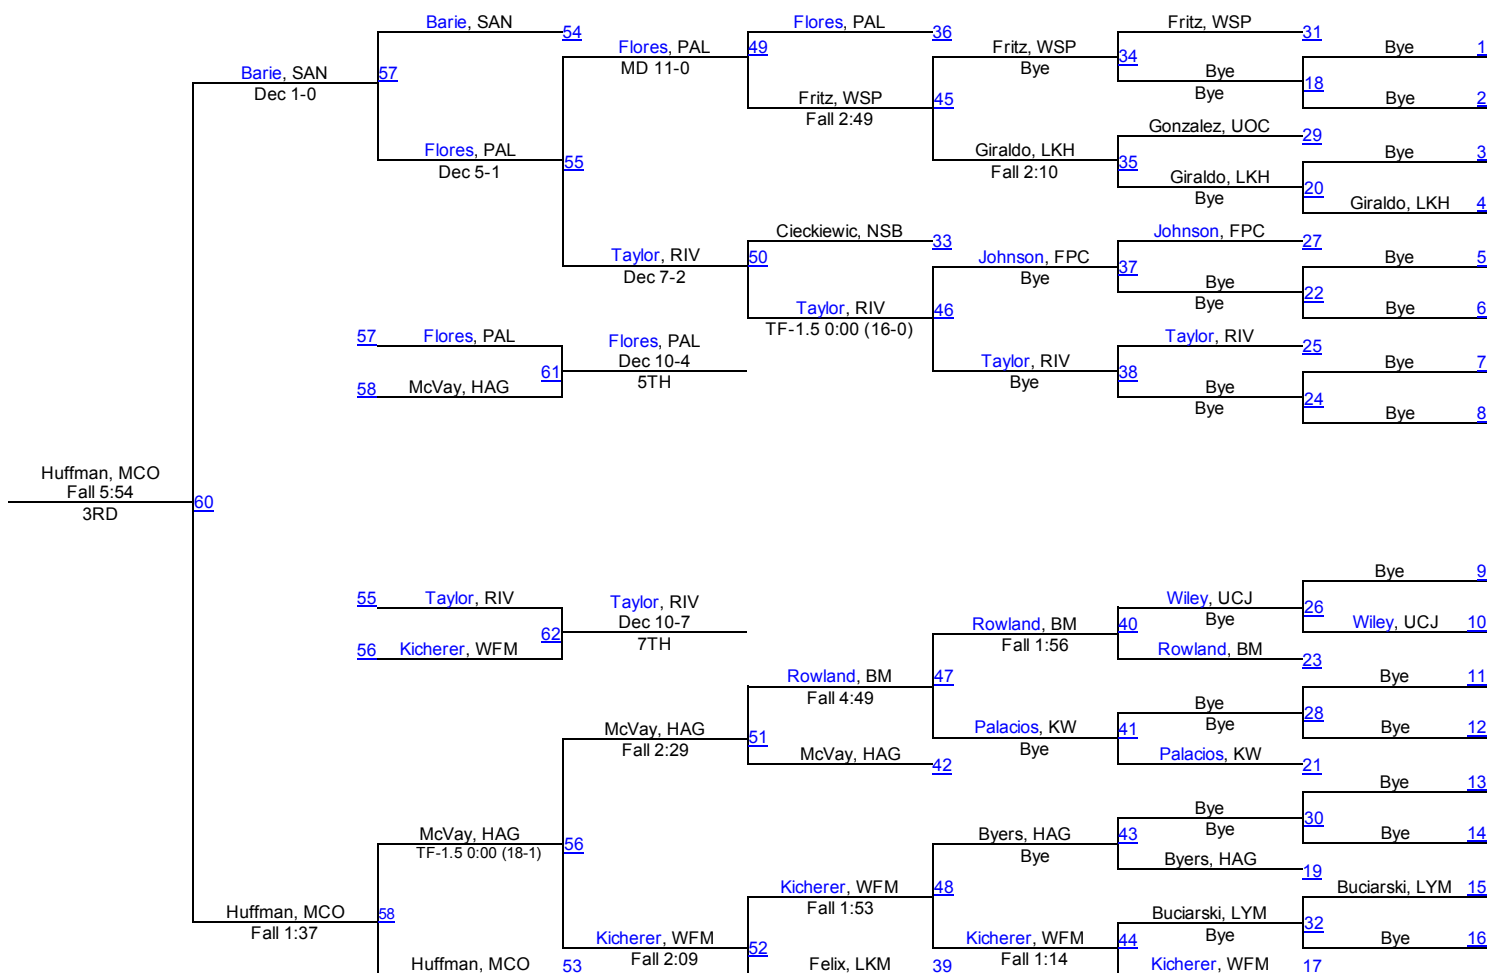 Barie, SAN 54
Flores, PAL 36
Fritz, WSP 31
Flores, PAL 49
MD 11-0
Fritz, WSP 34
Bye
Bye 1
Barie, SAN 57
Dec 1-0
Bye 18
Bye
Fritz, WSP 45
Fall 2:49
Bye 2
Gonzalez, UOC 29
Flores, PAL 55
Dec 5-1
Giraldo, LKH 35
Fall 2:10
Bye 3
Giraldo, LKH 20
Bye
Giraldo, LKH 4
Cieckiewic, NSB 33
Johnson, FPC 27
Taylor, RIV 50
Dec 7-2
Johnson, FPC 37
Bye
Bye 5
Bye 22
Bye
Taylor, RIV 46
TF-1.5 0:00 (16-0)
Bye 6
57 Flores, PAL
Flores, PAL
Dec 10-4
61
5TH
58 McVay, HAG
Taylor, RIV 25
Taylor, RIV 38
Bye
Bye 7
Bye 24
Bye
Bye 8
Huffman, MCO
Fall 5:54
60
3RD
Bye 9
55 Taylor, RIV
Taylor, RIV
Dec 10-7
62
7TH
56 Kicherer, WFM
Wiley, UCJ 26
Bye
Rowland, BM 40
Fall 1:56
Wiley, UCJ 10
Rowland, BM 23
Rowland, BM 47
Fall 4:49
Bye 11
Bye 28
Bye
McVay, HAG 51
Fall 2:29
Palacios, KW 41
Bye
Bye 12
McVay, HAG 42
Palacios, KW 21
Bye 13
Bye 30
Bye
McVay, HAG 56
TF-1.5 0:00 (18-1)
Byers, HAG 43
Bye
Bye 14
Byers, HAG 19
Kicherer, WFM 48
Fall 1:53
Buciarski, LYM 15
Huffman, MCO 58
Fall 1:37
Buciarski, LYM 32
Bye
Kicherer, WFM 52
Fall 2:09
Kicherer, WFM 44
Fall 1:14
Bye 16
Huffman, MCO 53
Felix, LKM 39
Kicherer, WFM 17